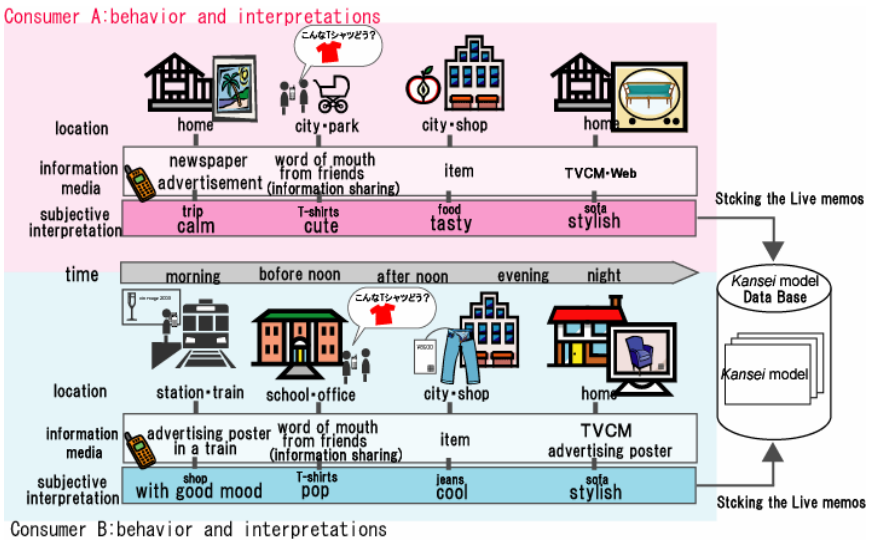 Consumer A:behavior and interpretations
こんなTシャツどう？
location
home
city・park
city・shop
home
information
media
newspaper
advertisement
word of mouth
from friends
(information sharing)
item
TVCM・Web
subjective
interpretation
trip
calm
T-shirts
cute
food
tasty
sofa
stylish
Stcking the Live memos
time
morning
bofore noon
after noon
evening
night
Kansei model
Data Base
Kansei model
こんなTシャツどう？
location
station・train
school・office
city・shop
home
information
media
advertising poster
in a train
word of mouth
from friends
(information sharing)
item
TVCM
advertising poster
subjective
interpretation
shop
with good mood
T-shirts
pop
jeans
cool
sofa
stylish
Stcking the Live memos
Consumer B:behavior and interpretations